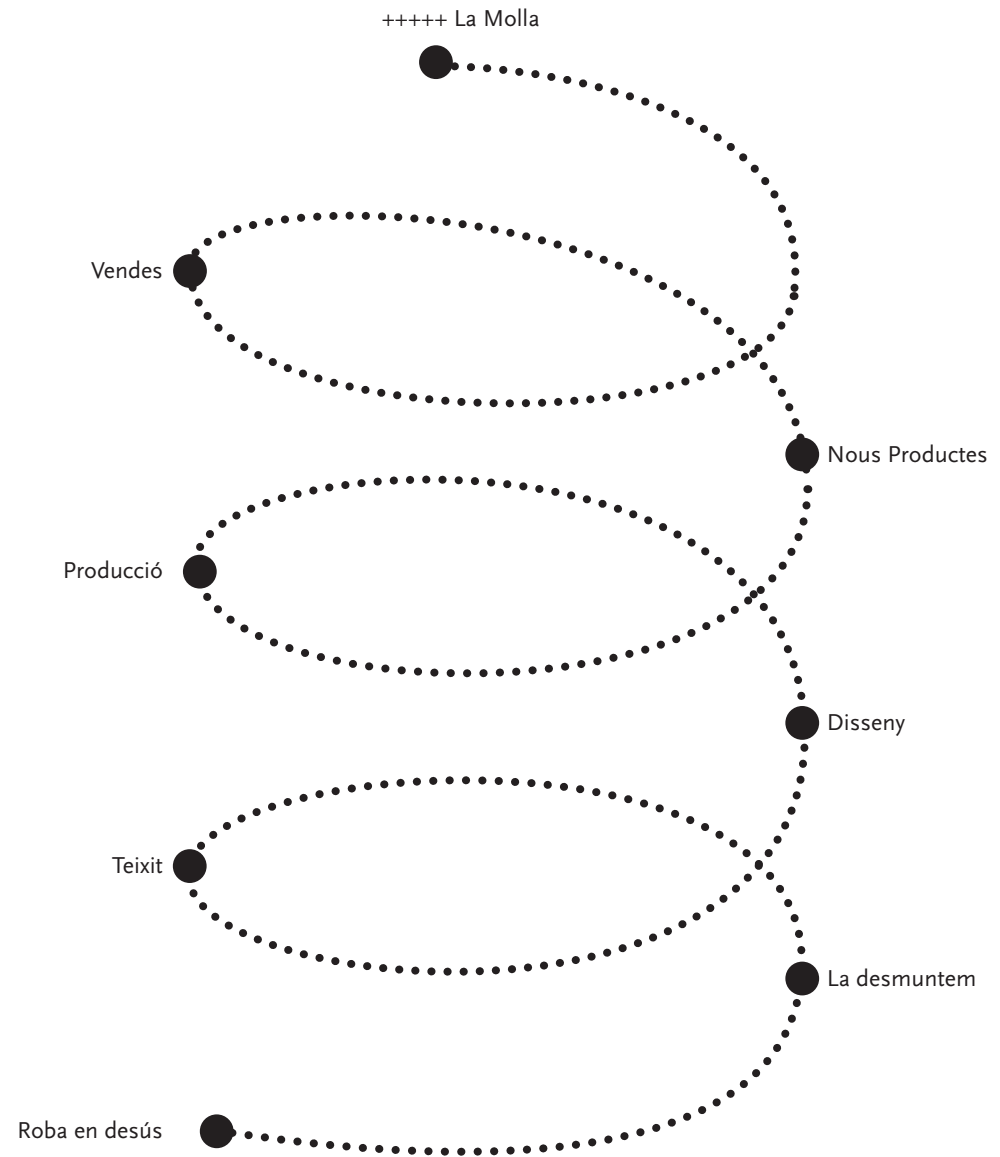 +++++ La Molla
Vendes
Nous Productes
Producció
Disseny
Teixit
La desmuntem
Roba en desús